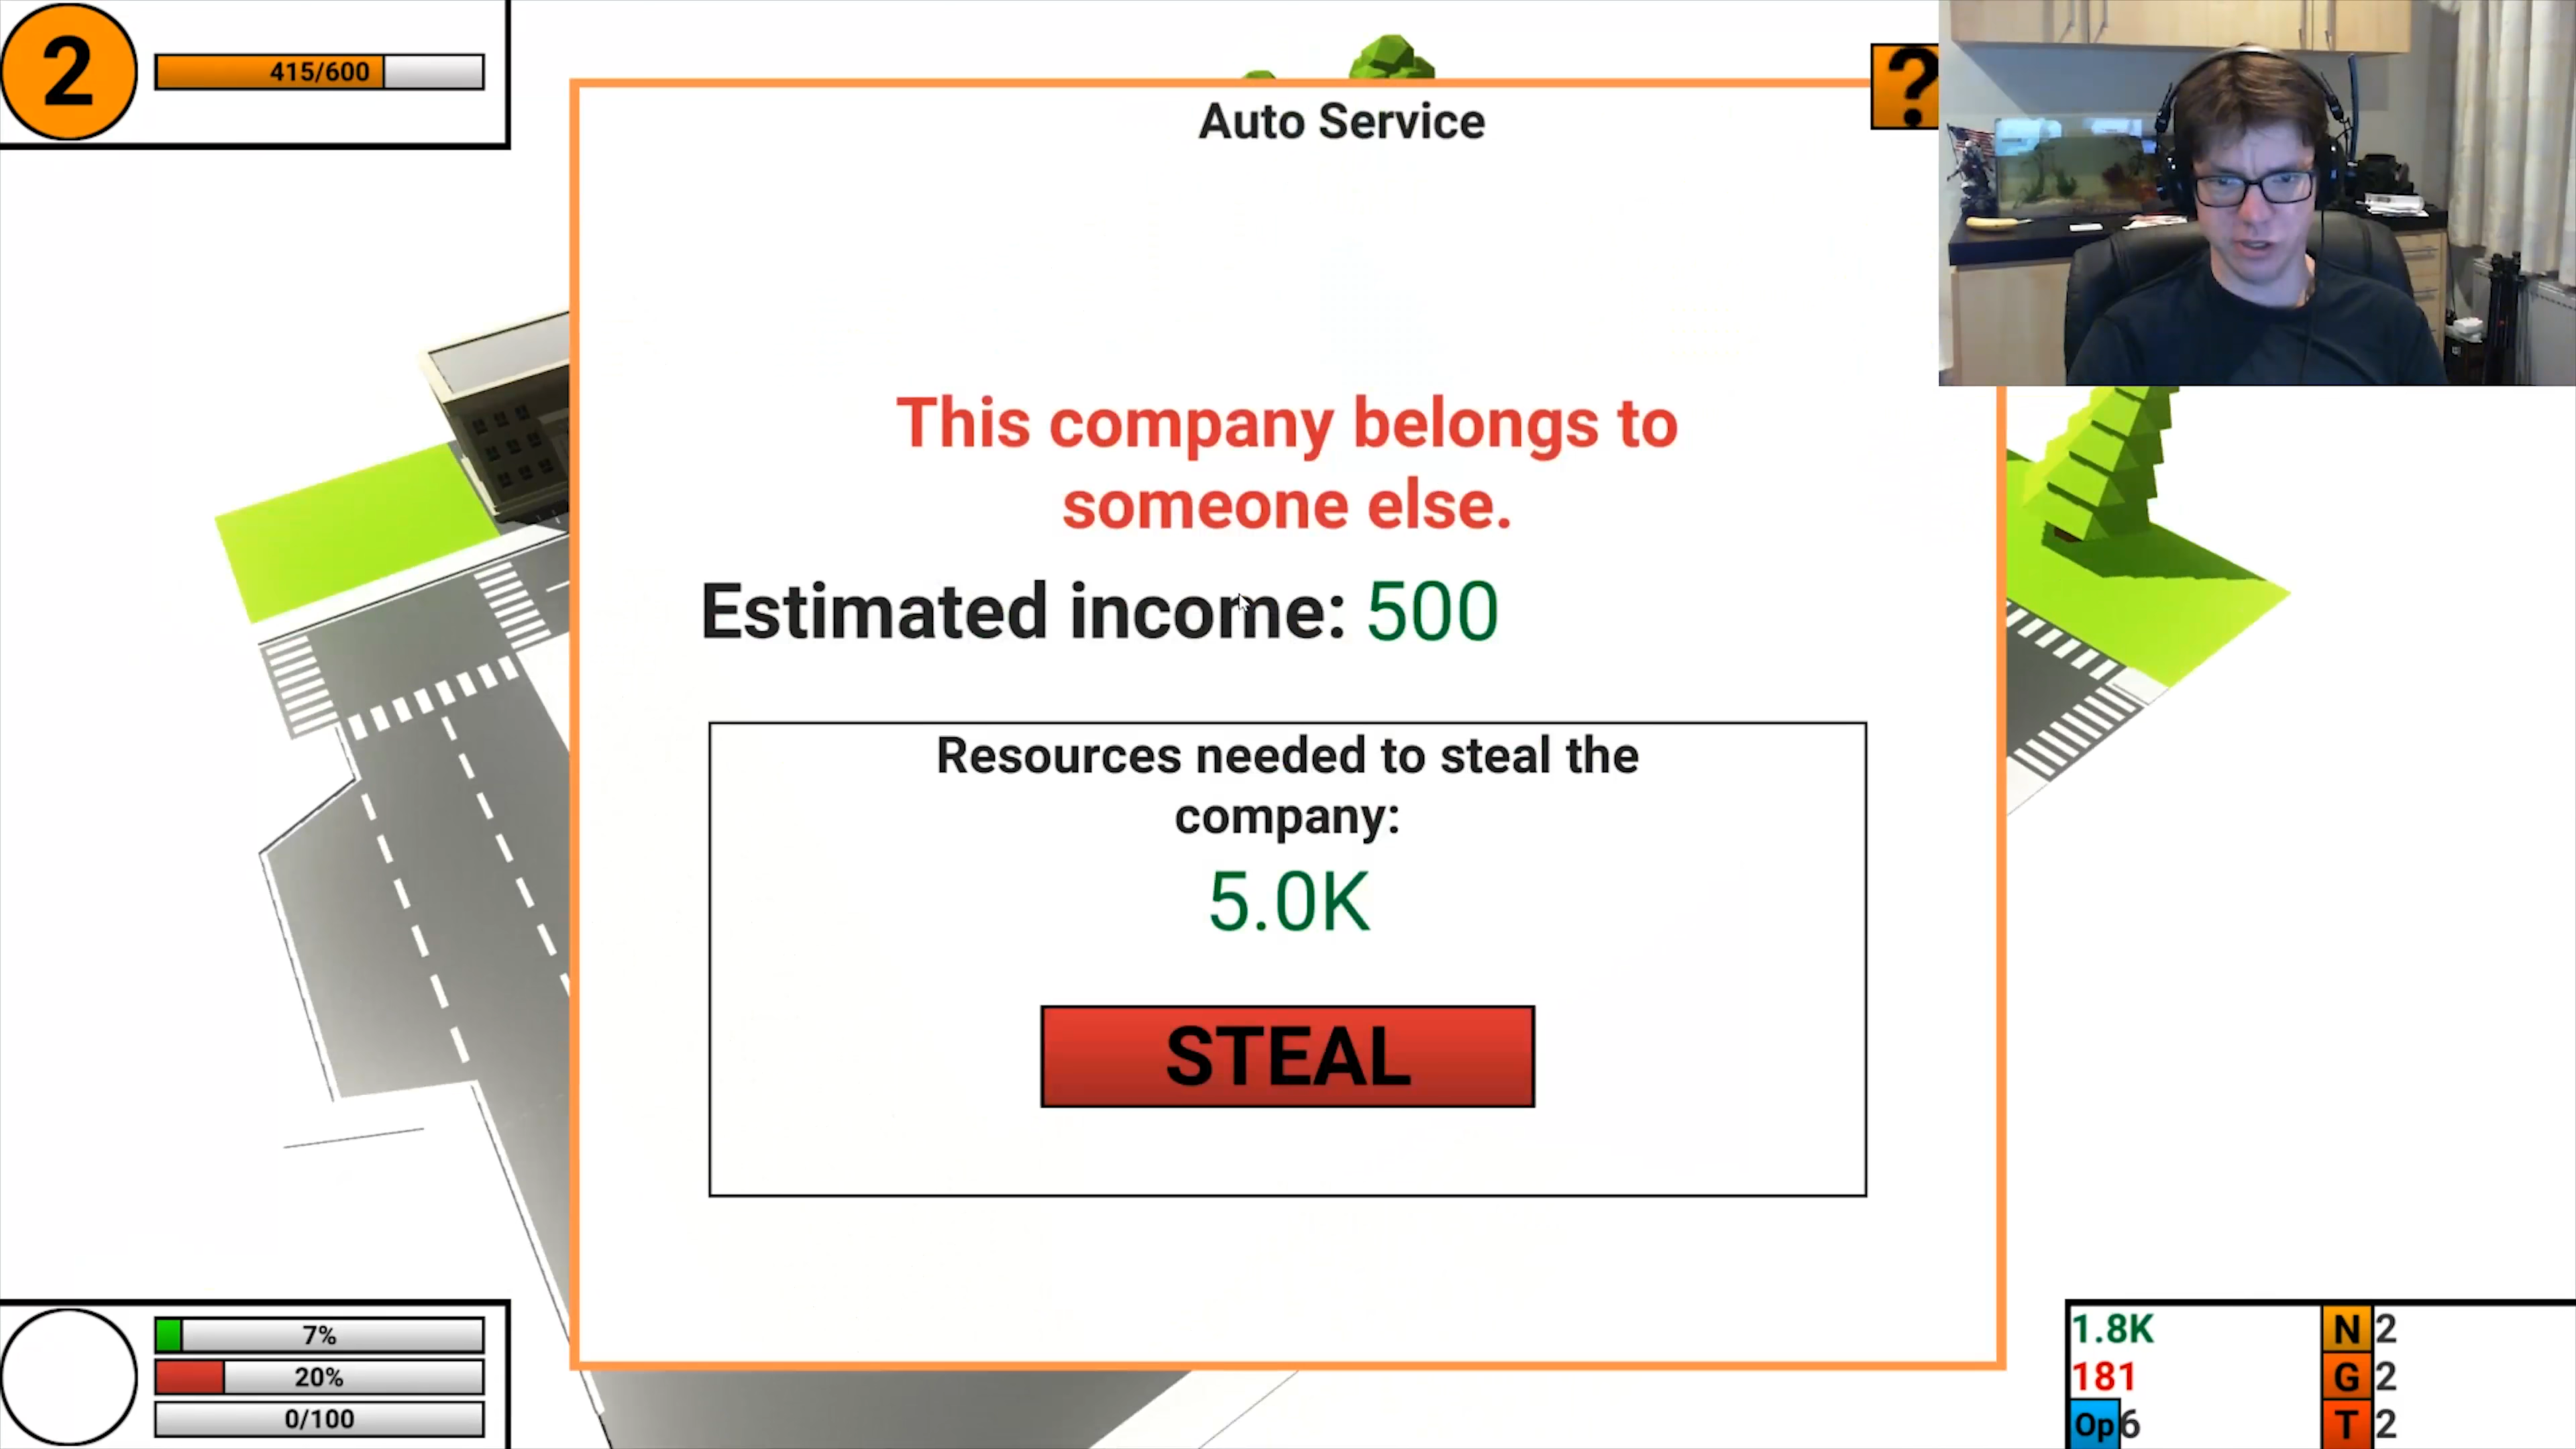 2
415/600
?
Auto Service
This company belongs to
someone else.
Estimated income: 500
Resources needed to steal the
company:
5.0K
STEAL
7%
20%
0/100
1.8K
N 2
181
G 2
Op 6
T 2